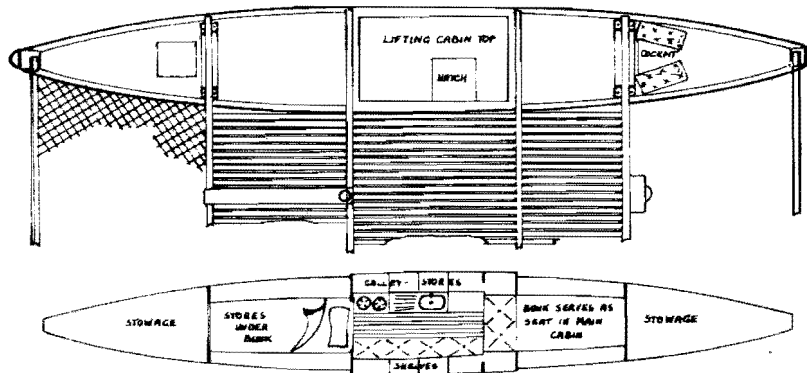 LIFTING CABIN TOP
HATCH
COCKPIT
GALLEY - STORES
STOWAGE
STORES
UNDER
BUNK
BUNK SERVES AS
SEAT IN MAIN
CABIN
STOWAGE
SHELVES